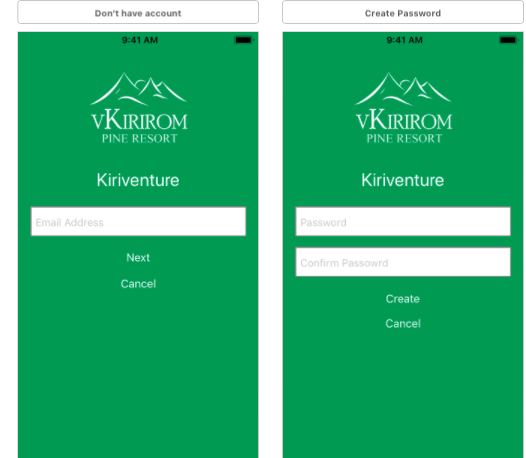 Don't have account
9:41 AM
vKIRIROM
PINE RESORT
Kiriventure
Email Address
Next
Cancel
Create Password
9:41 AM
vKIRIROM
PINE RESORT
Kiriventure
Password
Confirm Passowrd
Create
Cancel